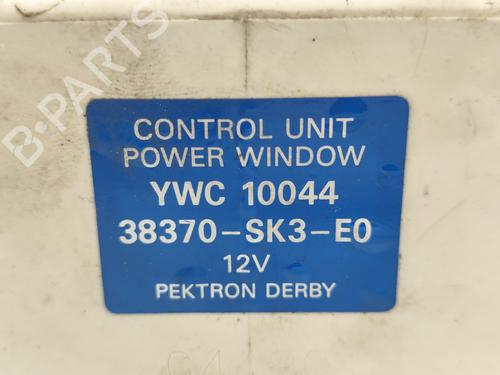 B-PARTS
CONTROL UNIT
POWER WINDOW
YWC 10044
38370-SK3-E0
12V
PEKTRON DERBY